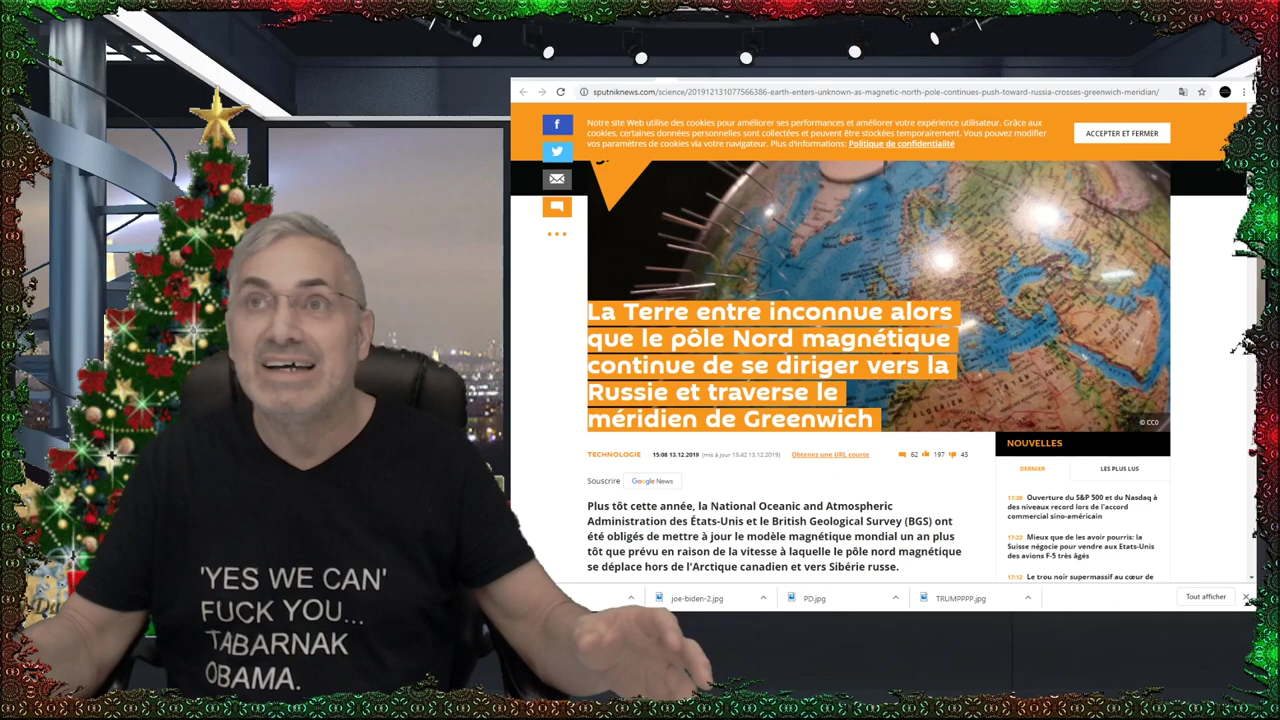 sputniknews.com/science/201912131077566386-earth-enters-unknown-as-magnetic-north-pole-continues-push-toward-russia-crosses-greenwich-meridian/
Notre site Web utilise des cookies pour améliorer ses performances et améliorer votre expérience utilisateur. Grâce aux
cookies, certaines données personnelles sont collectées et peuvent être stockées temporairement. Vous pouvez modifier
vos paramètres de cookies via votre navigateur. Plus d'informations: Politique de confidentialité
ACCEPTER ET FERMER
La Terre entre inconnue alors
que le pôle Nord magnétique
continue de se diriger vers la
Russie et traverse le
méridien de Greenwich
© CC0
TECHNOLOGIE 15:08 13.12.2019 (mis à jour 15:42 13.12.2019) Obtenez une URL courte 62 197 43
Souscrire Google News
Plus tôt cette année, la National Oceanic and Atmospheric
Administration des États-Unis et le British Geological Survey (BGS) ont
été obligés de mettre à jour le modèle magnétique mondial un an plus
tôt que prévu en raison de la vitesse à laquelle le pôle nord magnétique
se déplace hors de l'Arctique canadien et vers Sibérie russe.
NOUVELLES
DERNIER LES PLUS LUS
17:28 Ouverture du S&P 500 et du Nasdaq à
des niveaux record lors de l'accord
commercial sino-américain
17:22 Mieux que de les avoir pourris: la
Suisse négocie pour vendre aux Etats-Unis
des avions F-5 très âgés
17:12 Le trou noir supermassif au cœur de
joe-biden-2.jpg PD.jpg TRUMPPPP.jpg Tout afficher
'YES WE CAN'
FUCK YOU...
TABARNAK
OBAMA.